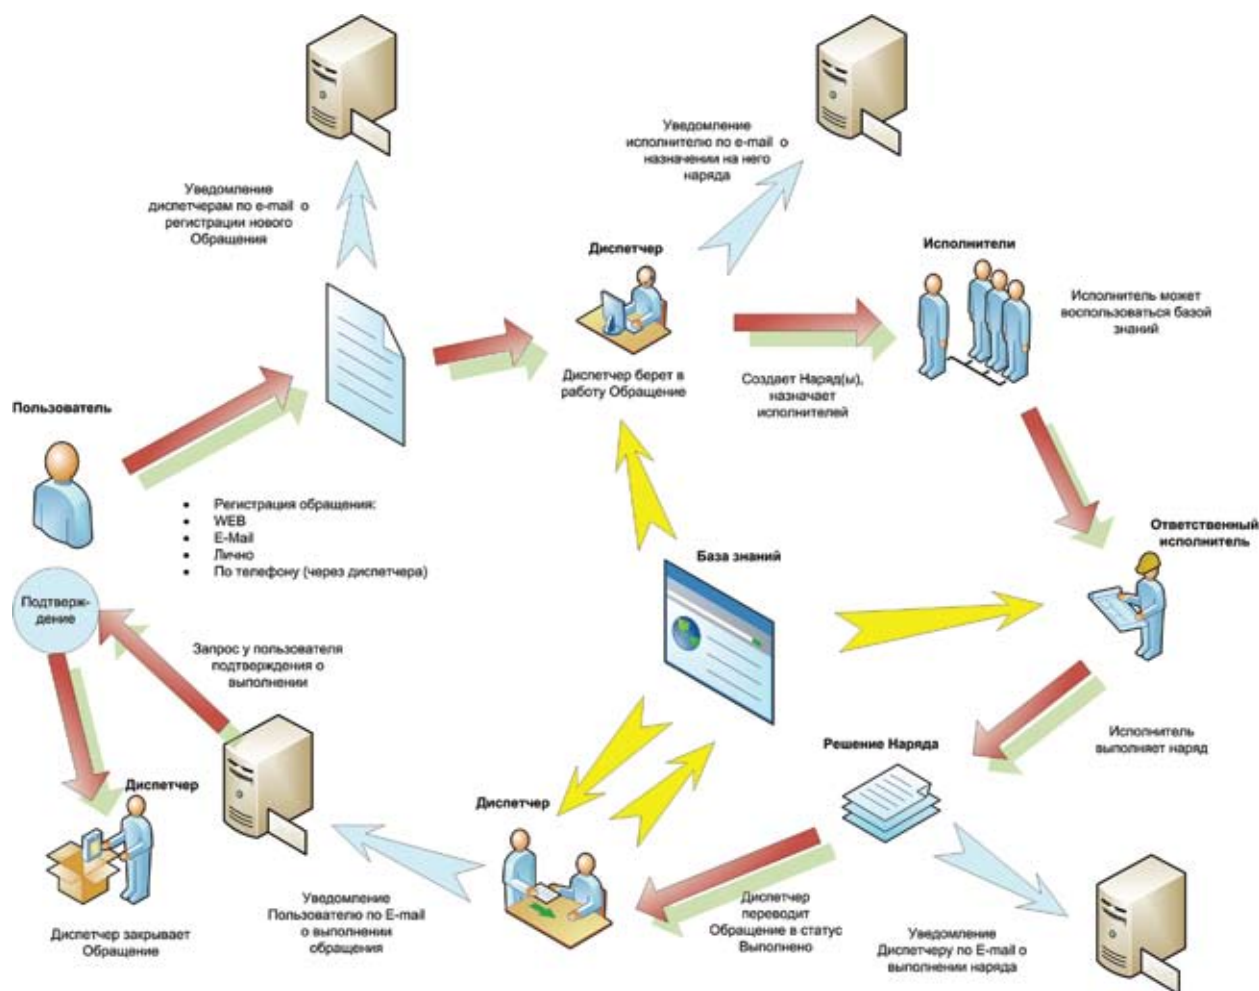 Уведомление
исполнителю по e-mail о
назначении на него
наряда
Уведомление
диспетчерам по e-mail о
регистрации нового
Обращения
Диспетчер
Исполнители
Исполнитель может
воспользоваться базой
знаний
Диспетчер берет в
работу Обращение
Создает Наряд(ы),
назначает
исполнителей
Пользователь
• Регистрация обращения:
• WEB
• E-Mail
• Лично
• По телефону (через диспетчера)
База знаний
Ответственный
исполнитель
Подтверж-
дение
Запрос у пользователя
подтверждения о
выполнении
Исполнитель
выполняет наряд
Решение Наряда
Диспетчер
Диспетчер
Диспетчер закрывает
Обращение
Уведомление
Пользователю по E-mail
о выполнении
обращения
Диспетчер
переводит
Обращение в статус
Выполнено
Уведомление
Диспетчеру по E-mail о
выполнении наряда